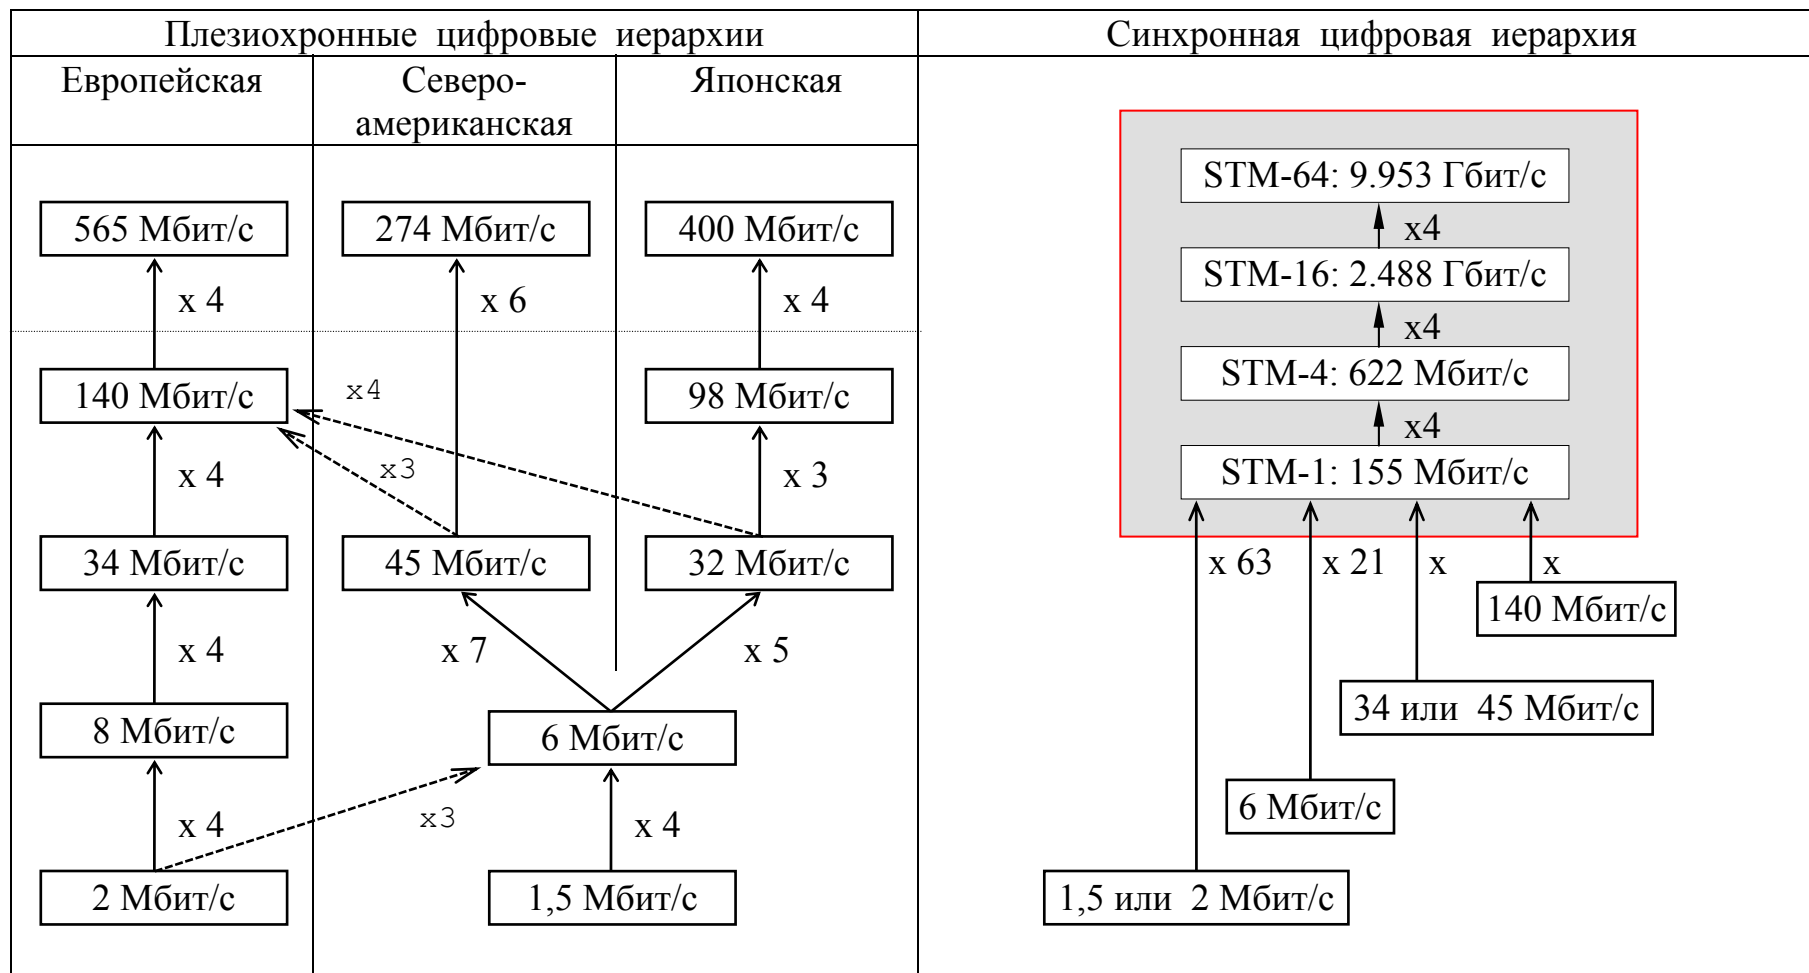 Плезиохронные цифровые иерархии
Синхронная цифровая иерархия
Европейская
Северо-
американская
Японская
565 Мбит/с
274 Мбит/с
400 Мбит/с
x 4
x 6
x 4
140 Мбит/с
x4
98 Мбит/с
x 4
x3
x 3
34 Мбит/с
45 Мбит/с
32 Мбит/с
x 4
x 7
x 5
8 Мбит/с
6 Мбит/с
x 4
x3
x 4
2 Мбит/с
1,5 Мбит/с
STM-64: 9.953 Гбит/с
x4
STM-16: 2.488 Гбит/с
x4
STM-4: 622 Мбит/с
x4
STM-1: 155 Мбит/с
x 63
x 21
x
x
140 Мбит/с
34 или 45 Мбит/с
6 Мбит/с
1,5 или 2 Мбит/с